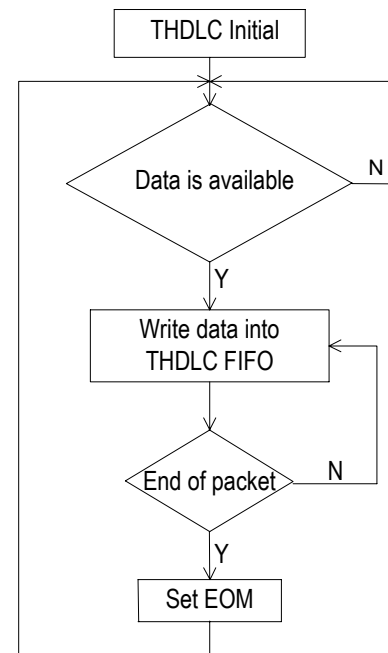 THDLC Initial
Data is available
N
Y
Write data into
THDLC FIFO
End of packet
N
Y
Set EOM